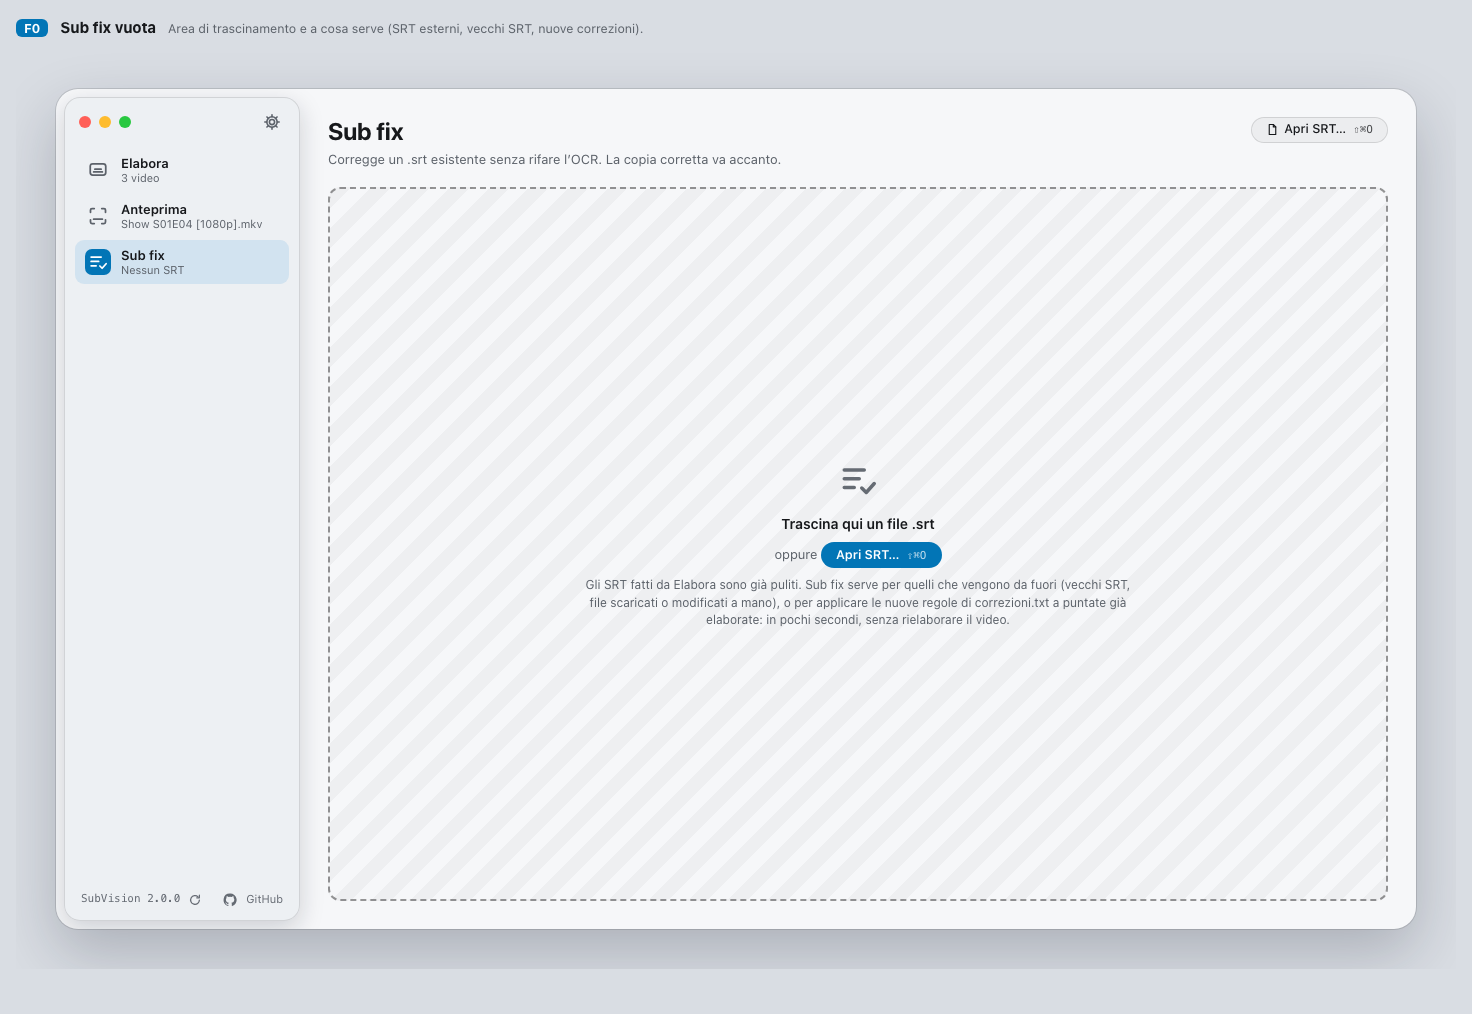 F0 Sub fix vuota Area di trascinamento e a cosa serve (SRT esterni, vecchi SRT, nuove correzioni).
Elabora
3 video
Anteprima
Show S01E04 [1080p].mkv
Sub fix
Nessun SRT
SubVision 2.0.0 GitHub
Sub fix
Apri SRT... ⇧⌘O
Corregge un .srt esistente senza rifare l'OCR. La copia corretta va accanto.
Trascina qui un file .srt
oppure Apri SRT... ⇧⌘O
Gli SRT fatti da Elabora sono già puliti. Sub fix serve per quelli che vengono da fuori (vecchi SRT,
file scaricati o modificati a mano), o per applicare le nuove regole di correzioni.txt a puntate già
elaborate: in pochi secondi, senza rielaborare il video.